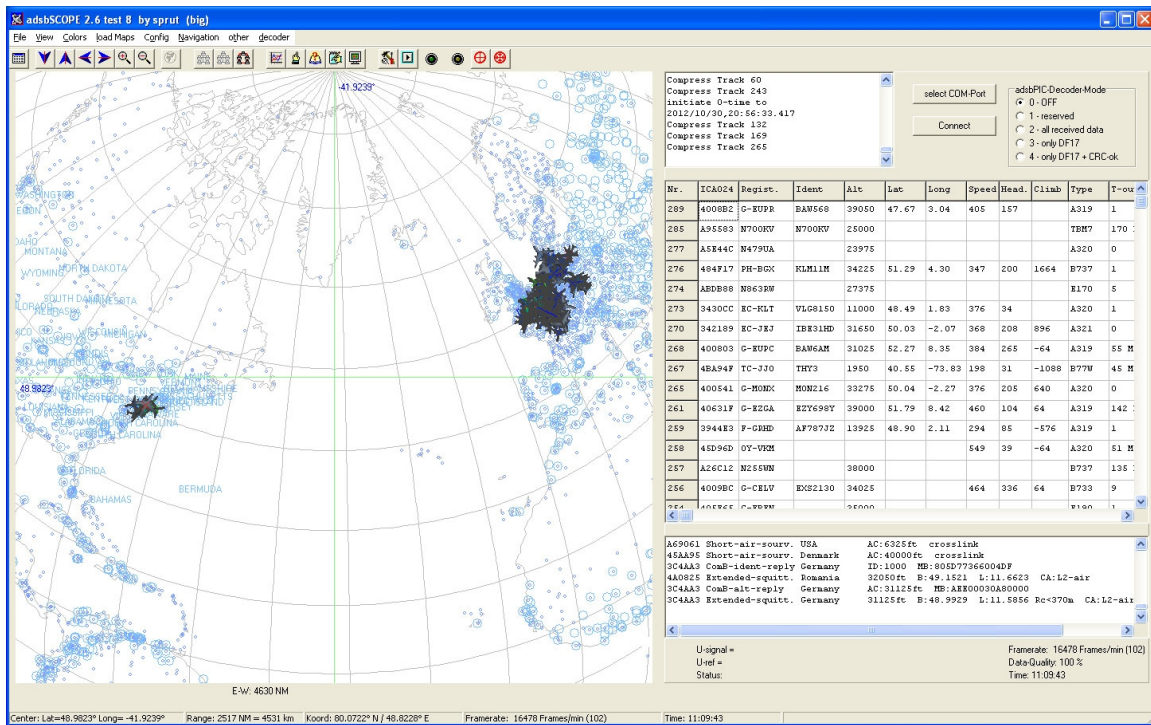 adsbSCOPE 2.6 test 8 by sprut (big)
File View Colors load Maps Config Navigation other decoder
-41.9239°
48.9823°
WASHINGTON
MONTANA
WYOMING NORTH DAKOTA
SOUTH DAKOTA MINNESOTA
NEBRASKA
FLORIDA
BAHAMAS
BERMUDA
E-W: 4630 NM
Compress Track 60
Compress Track 243
initiate 0-time to
2012/10/30,20:56:33.417
Compress Track 132
Compress Track 169
Compress Track 265
select COM-Port
Connect
adsbPIC-Decoder-Mode
0 - OFF
1 - reserved
2 - all received data
3 - only DF17
4 - only DF17 + CRC-ok
Nr. ICAO24 Regist. Ident Alt Lat Long Speed Head. Climb Type T-ou
289 4008B2 G-EUPR BAW568 39050 47.67 3.04 405 157 A319 1
285 A95583 N700KV N700KV 25000 TBM7 170
277 A5E44C N479UA 23975 A320 0
276 484F17 PH-BGX KLM11M 34225 51.29 4.30 347 200 1664 B737 1
274 ABDB88 N863RW 27375 E170 5
273 3430CC EC-KLT VLG8150 11000 48.49 1.83 376 34 A320 1
270 342189 EC-JEJ IBE31HD 31650 50.03 -2.07 368 208 896 A321 0
268 400803 G-EUPC BAW6AM 31025 52.27 8.35 384 265 -64 A319 55 M
267 4BA94F TC-JJO THY3 1950 40.55 -73.83 198 31 -1088 B77W 45 M
265 400541 G-MONX MON216 33275 50.04 -2.27 376 205 640 A320 0
261 40631F G-EZGA EZY698Y 39000 51.79 8.42 460 104 64 A319 142
259 3944E3 F-GRHD AF787JZ 13925 48.90 2.11 294 85 -576 A319 1
258 45D96D OY-VKM 549 39 -64 A320 51 M
257 A26C12 N255WN 38000 B737 135
256 4009BC G-CELV EXS2130 34025 464 336 64 B733 9
A69061 Short-air-sourv. USA AC:6325ft crosslink
45AA95 Short-air-sourv. Denmark AC:40000ft crosslink
3C4AA3 ComB-ident-reply Germany ID:1000 MB:805D77366004DF
4A0825 Extended-squitt. Romania 32050ft B:49.1521 L:11.6623 CA:L2-air
3C4AA3 ComB-alt-reply Germany AC:31125ft MB:AEE00030A80000
3C4AA3 Extended-squitt. Germany 31125ft B:48.9929 L:11.5856 Rc<370m CA:L2-air
U-signal =
U-ref =
Status:
Framerate: 16478 Frames/min (102)
Data-Quality: 100 %
Time: 11:09:43
Center: Lat=48.9823° Long= -41.9239° Range: 2517 NM = 4531 km Koord: 80.0722° N / 48.8228° E Framerate: 16478 Frames/min (102) Time: 11:09:43